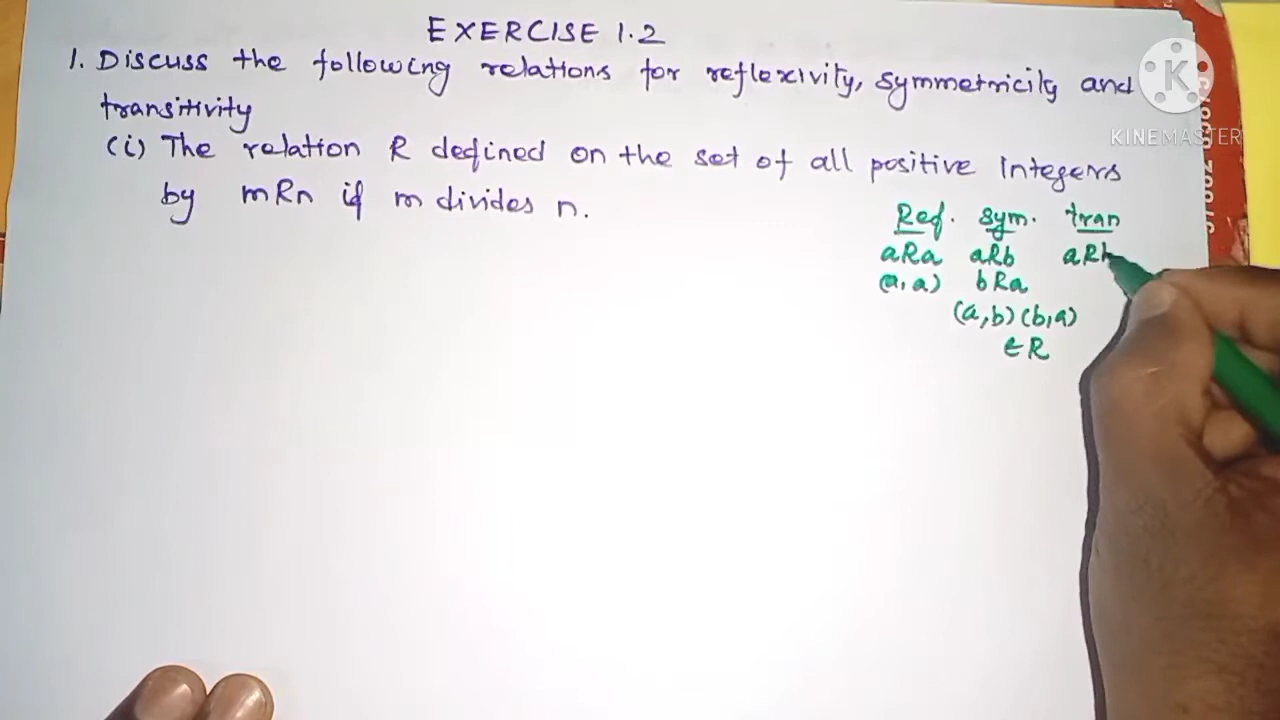 EXERCISE 1.2
1. Discuss the following relations for reflexivity, symmetricity and
transitivity
(i) The relation R defined on the set of all positive integers
by mRn if m divides n.
Ref. Sym. tran
aRa aRb aRb
(a,a) bRa
(a,b) (b,a)
∈ R
KINEMASTER